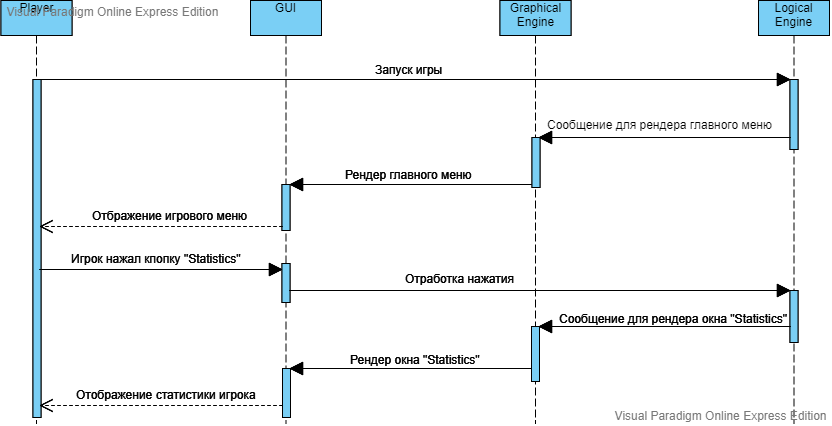 Player
Visual Paradigm Online Express Edition
GUI
Graphical
Engine
Logical
Engine
Запуск игры
Сообщение для рендера главного меню
Рендер главного меню
Отбражение игрового меню
Игрок нажал кпопку "Statistics"
Отработка нажатия
Сообщение для рендера окна "Statistics"
Рендер окна "Statistics"
Отображение статистики игрока
Visual Paradigm Online Express Edition